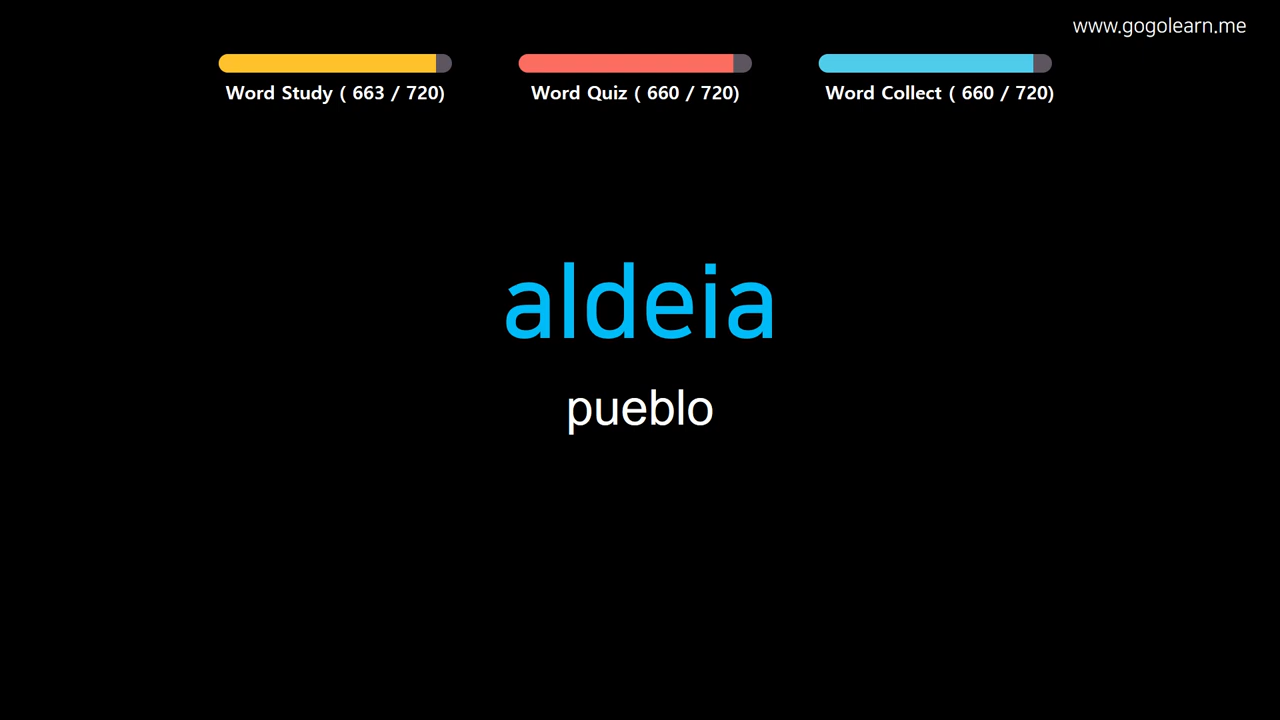 www.gogolearn.me
Word Study ( 663 / 720)
Word Quiz ( 660 / 720)
Word Collect ( 660 / 720)
aldeia
pueblo